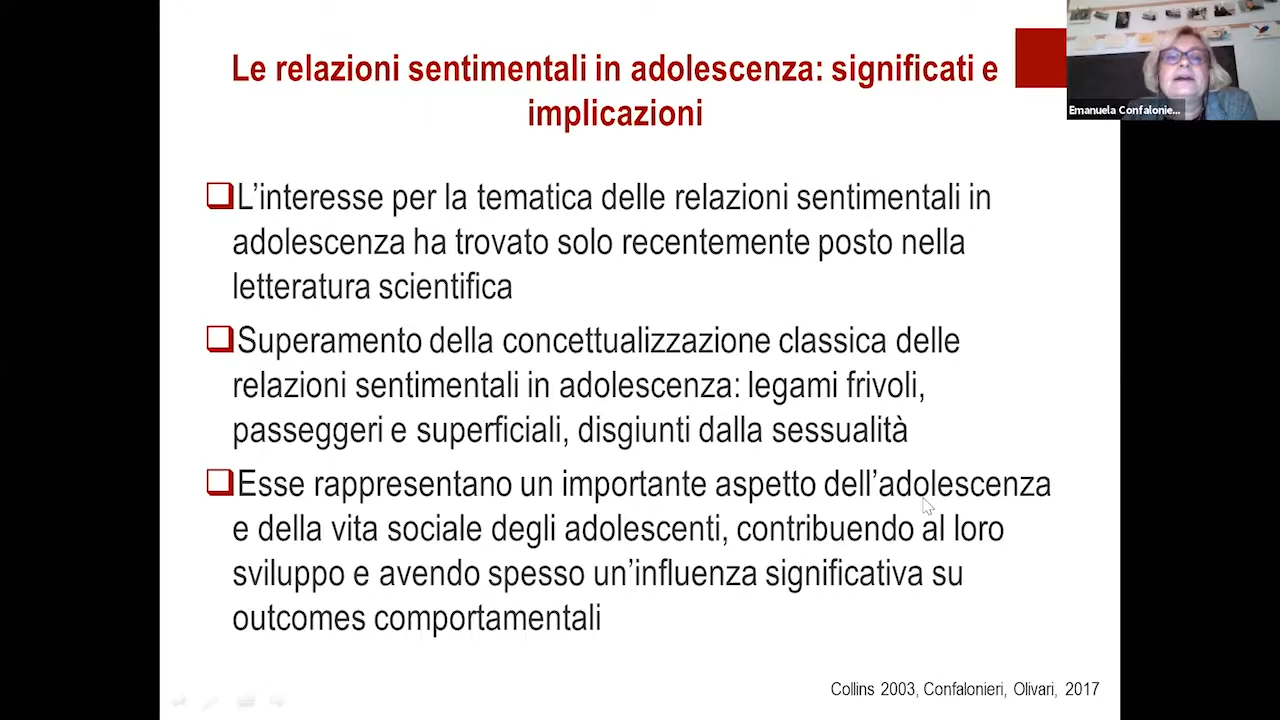 Le relazioni sentimentali in adolescenza: significati e
implicazioni
Emanuela Confalonie...
L’interesse per la tematica delle relazioni sentimentali in
adolescenza ha trovato solo recentemente posto nella
letteratura scientifica
Superamento della concettualizzazione classica delle
relazioni sentimentali in adolescenza: legami frivoli,
passeggeri e superficiali, disgiunti dalla sessualità
Esse rappresentano un importante aspetto dell’adolescenza
e della vita sociale degli adolescenti, contribuendo al loro
sviluppo e avendo spesso un’influenza significativa su
outcomes comportamentali
Collins 2003, Confalonieri, Olivari, 2017